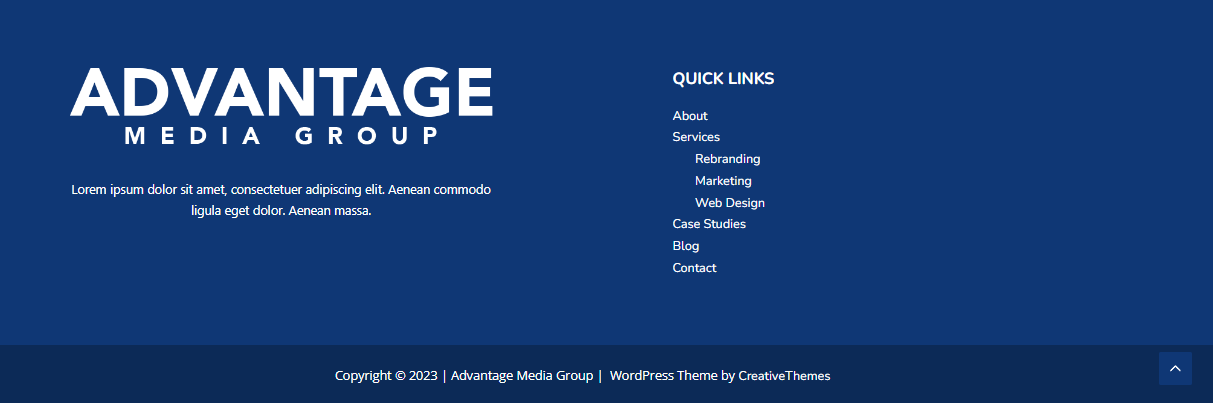 ADVANTAGE
MEDIA GROUP
Lorem ipsum dolor sit amet, consectetuer adipiscing elit. Aenean commodo
ligula eget dolor. Aenean massa.
QUICK LINKS
About
Services
Rebranding
Marketing
Web Design
Case Studies
Blog
Contact
Copyright © 2023 | Advantage Media Group | WordPress Theme by CreativeThemes